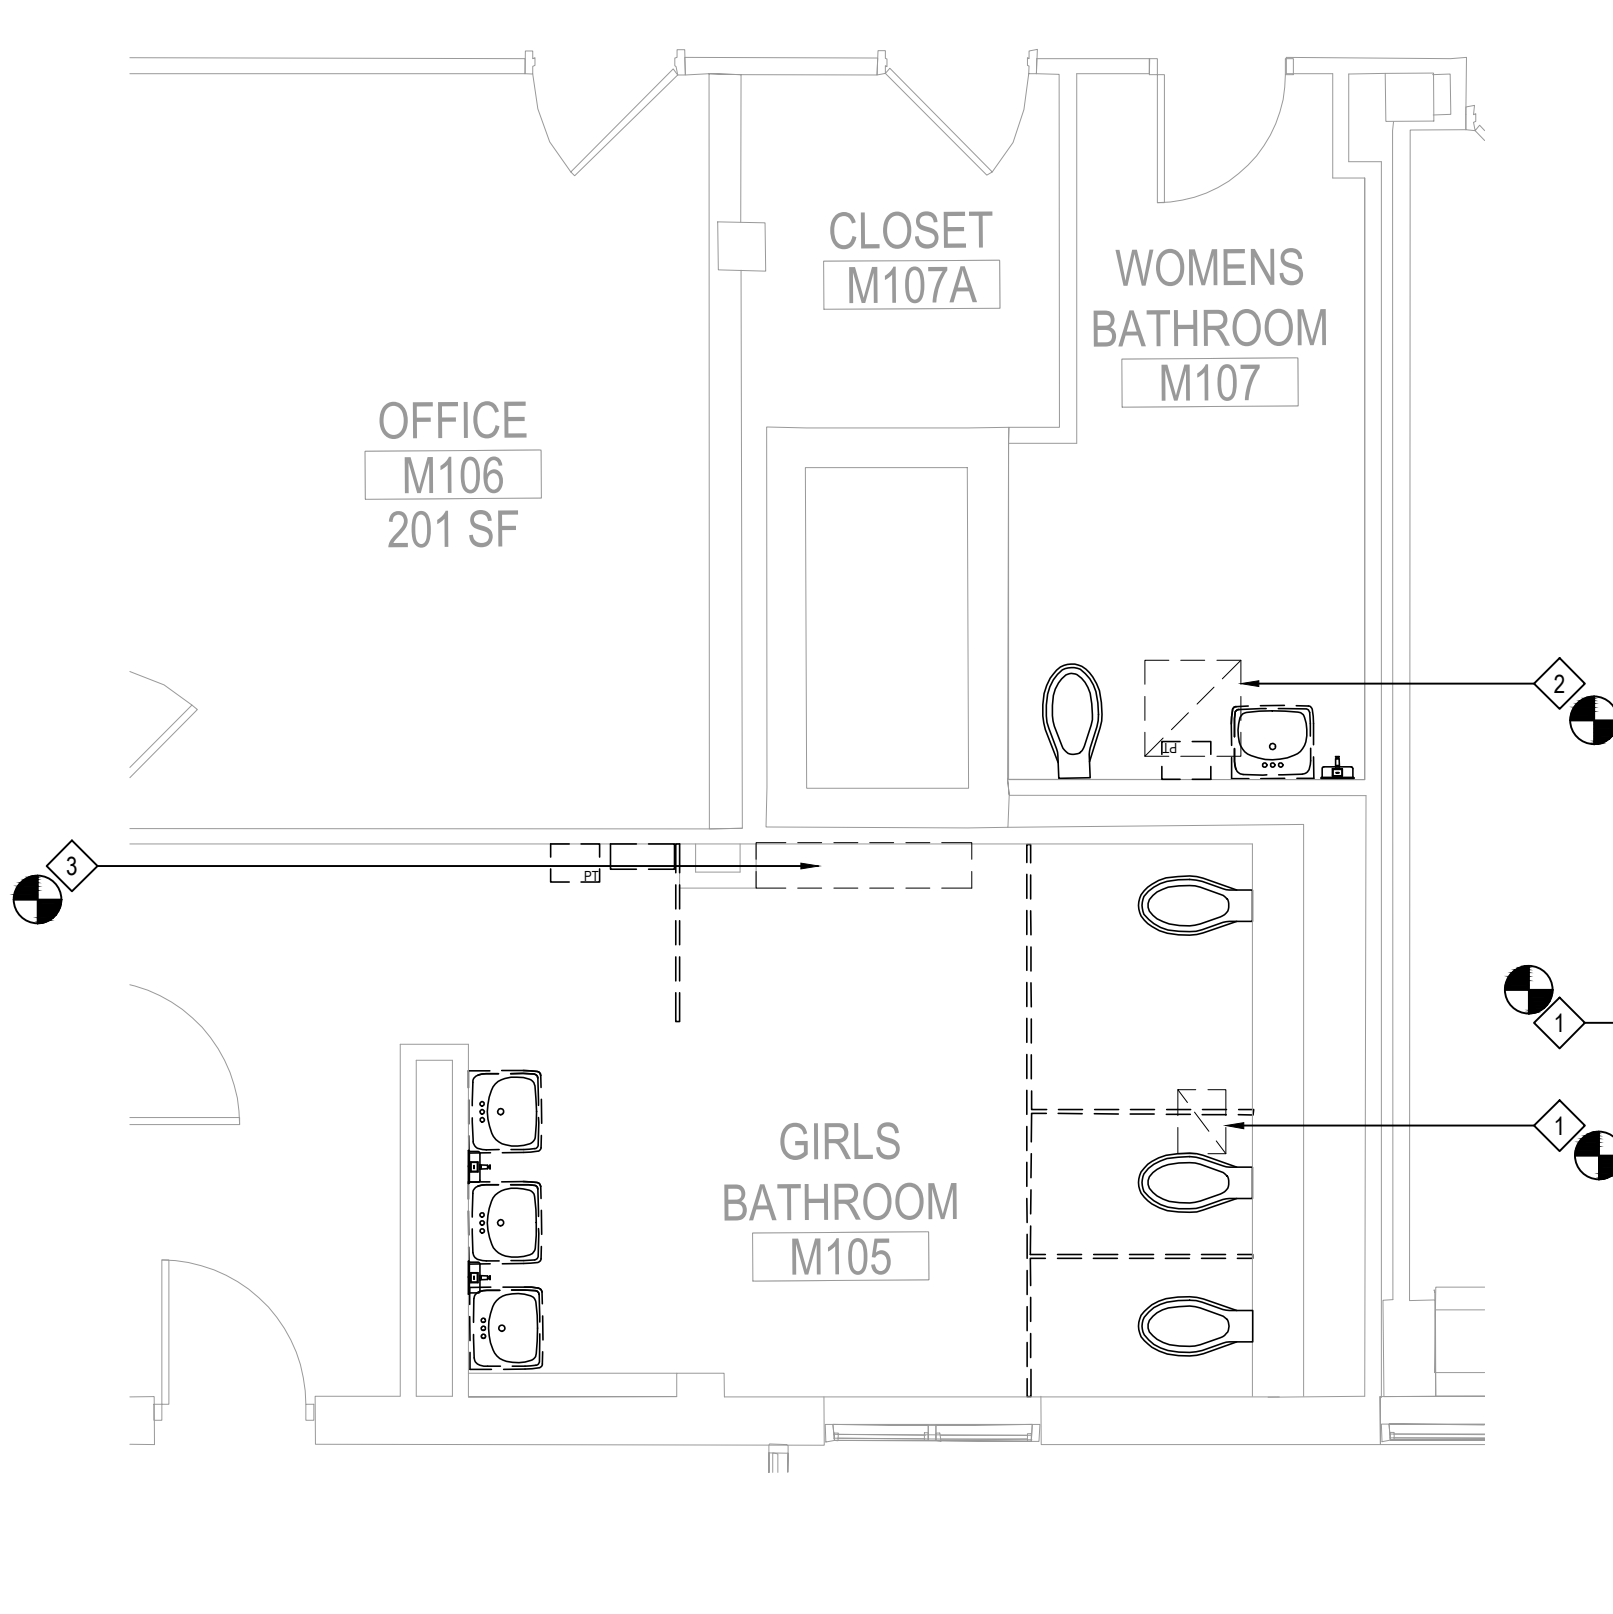 CLOSET
M107A
WOMENS
BATHROOM
M107
OFFICE
M106
201 SF
2
PT
3
PT
1
1
GIRLS
BATHROOM
M105